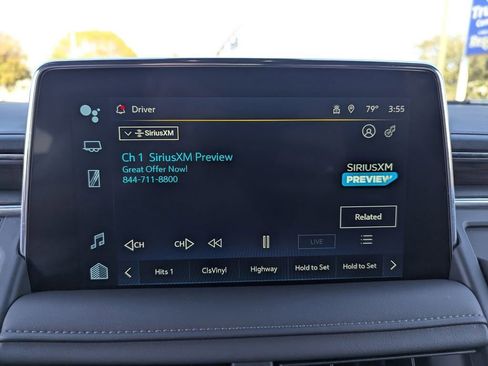 Driver
79° 3:55
SiriusXM
Ch 1 SiriusXM Preview
Great Offer Now!
844-711-8800
SIRIUSXM
PREVIEW
Related
CH CH LIVE
Hits 1 ClsVinyl Highway Hold to Set Hold to Set